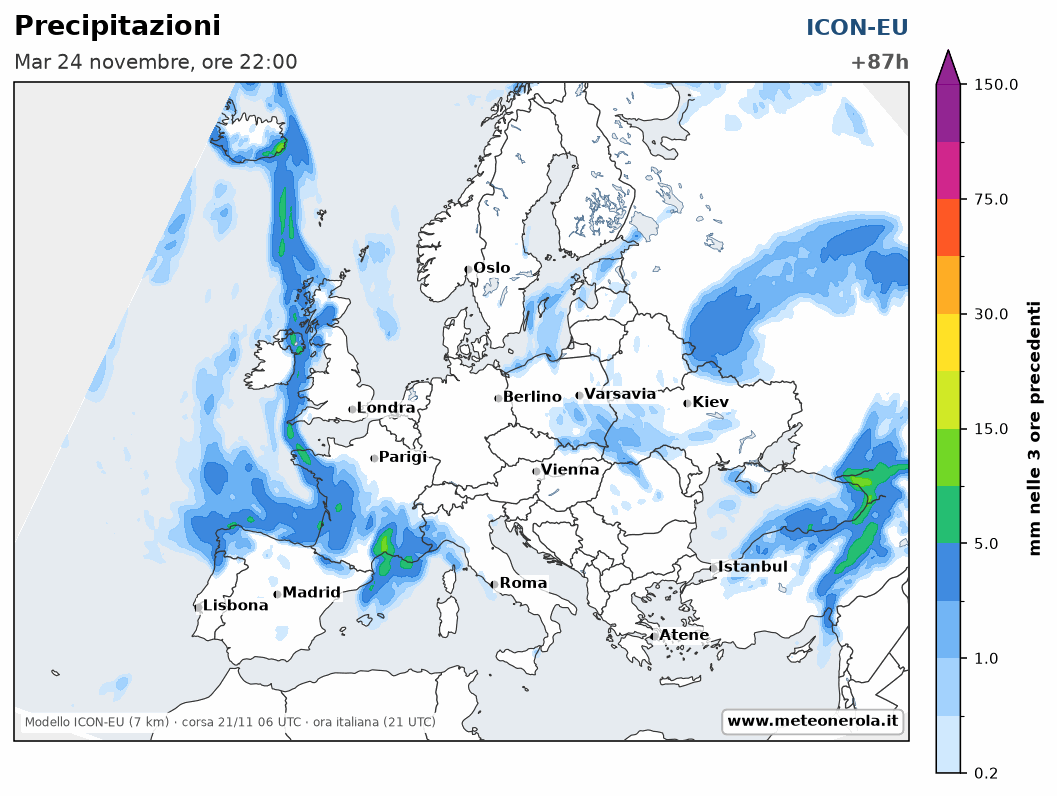 Precipitazioni
ICON-EU
Mar 24 novembre, ore 22:00
+87h
150.0
75.0
30.0
15.0
5.0
1.0
0.2
mm nelle 3 ore precedenti
Oslo
Londra
Berlino
Varsavia
Kiev
Parigi
Vienna
Istanbul
Roma
Madrid
Lisbona
Atene
Modello ICON-EU (7 km) · corsa 21/11 06 UTC · ora italiana (21 UTC)
www.meteonerola.it